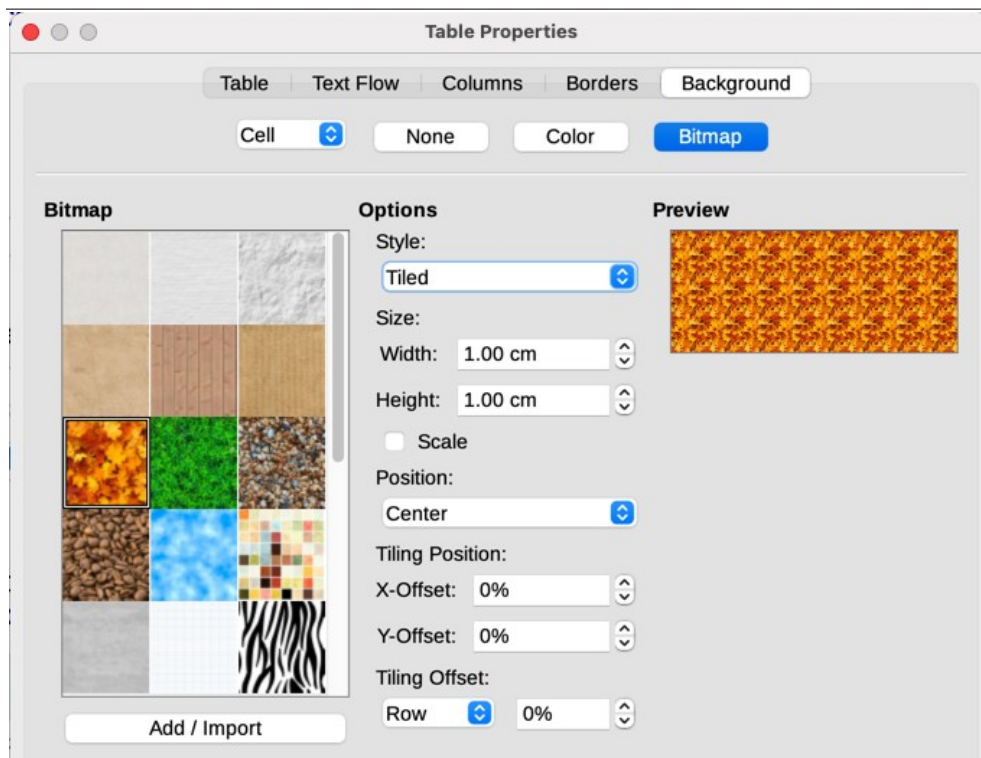 Table Properties
Table Text Flow Columns Borders Background
Cell None Color Bitmap
Bitmap
Options
Preview
Style:
Tiled
Size:
Width: 1.00 cm
Height: 1.00 cm
Scale
Position:
Center
Tiling Position:
X-Offset: 0%
Y-Offset: 0%
Tiling Offset:
Row 0%
Add / Import